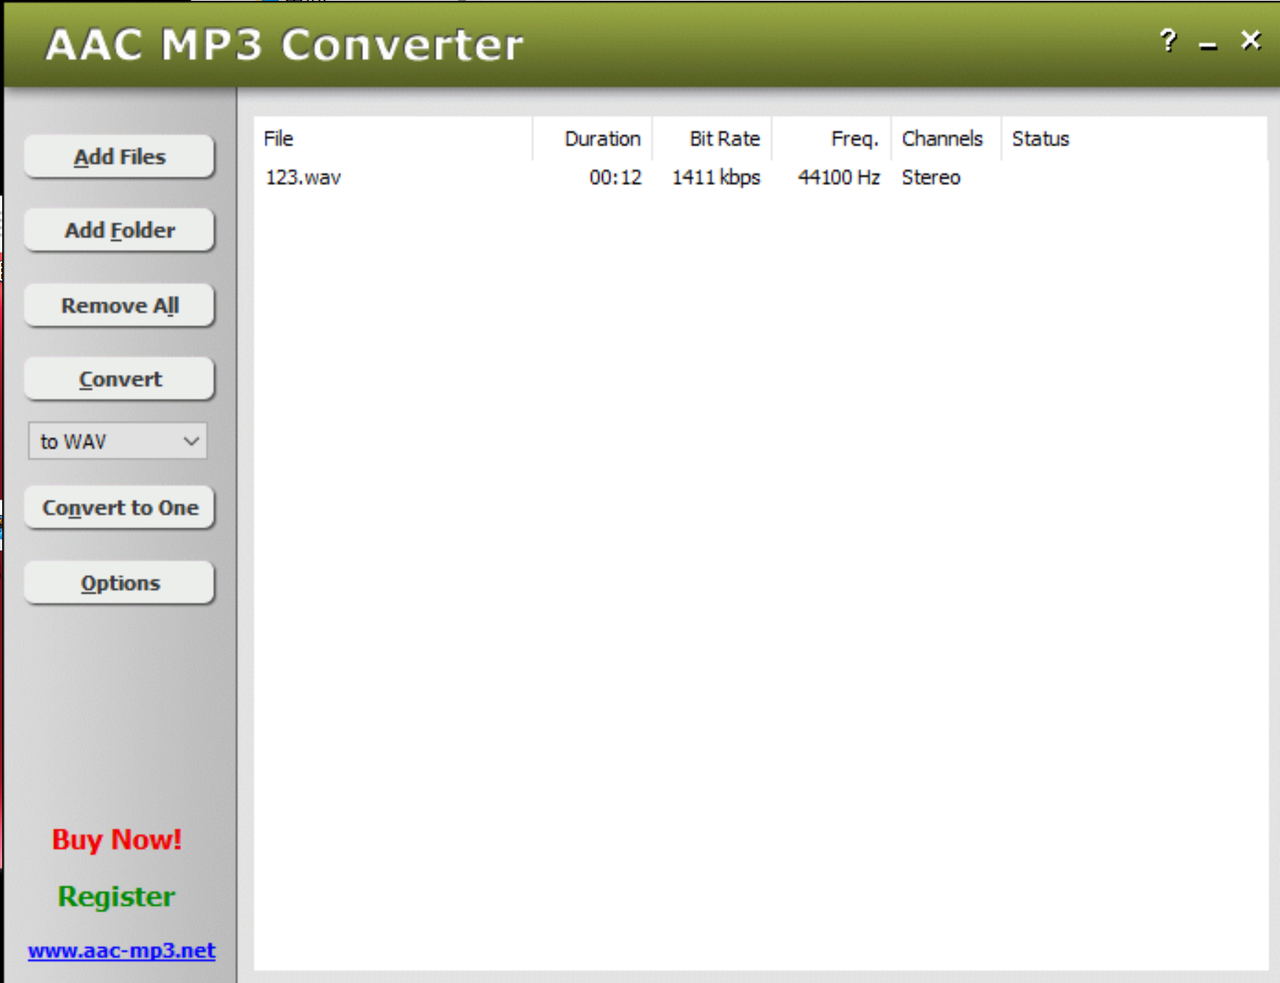 AAC MP3 Converter
? _ X
Add Files
Add Folder
Remove All
Convert
to WAV
Convert to One
Options
Buy Now!
Register
www.aac-mp3.net
File Duration Bit Rate Freq. Channels Status
123.wav 00:12 1411 kbps 44100 Hz Stereo